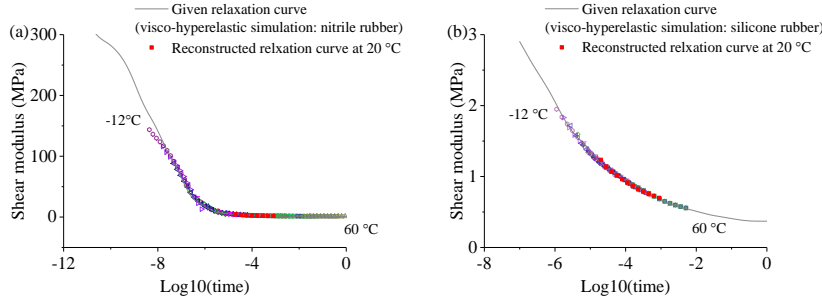 (a)
Given relaxation curve
(visco-hyperelastic simulation: nitrile rubber)
Reconstructed relxation curve at 20 °C
300
200
100
0
Shear modulus (MPa)
-12℃
60 °C
-12
-8
-4
0
Log10(time)
(b)
Given relaxation curve
(visco-hyperelastic simulation: silicone rubber)
Reconstructed relxation curve at 20 °C
3
2
1
0
Shear modulus (MPa)
-12 °C
60 °C
-8
-6
-4
-2
0
Log10(time)